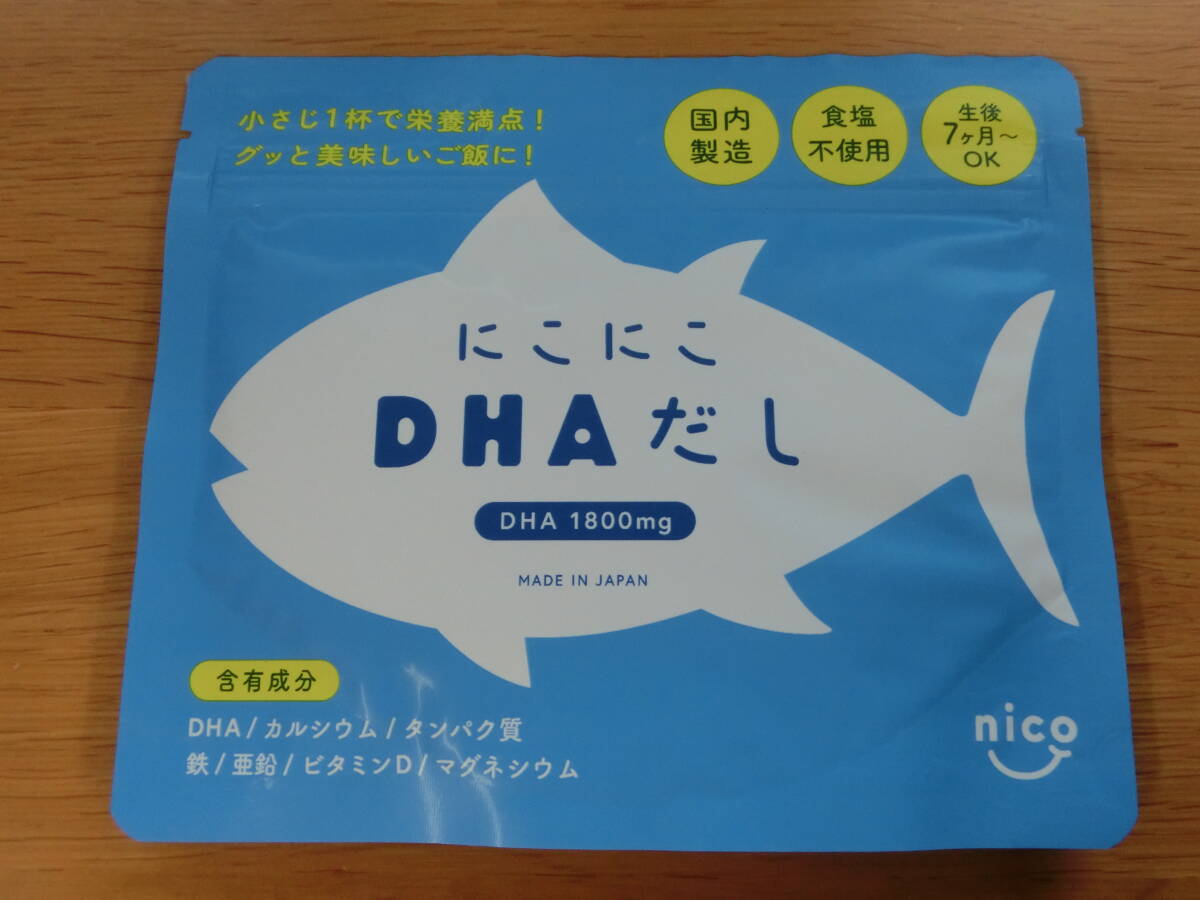 小さじ1杯で栄養満点！
グッと美味しいご飯に！
国内
製造
食塩
不使用
生後
7ヶ月～
OK
にこにこ
DHAだし
DHA 1800mg
MADE IN JAPAN
含有成分
DHA/カルシウム/タンパク質
鉄/亜鉛/ビタミンD/マグネシウム
nico